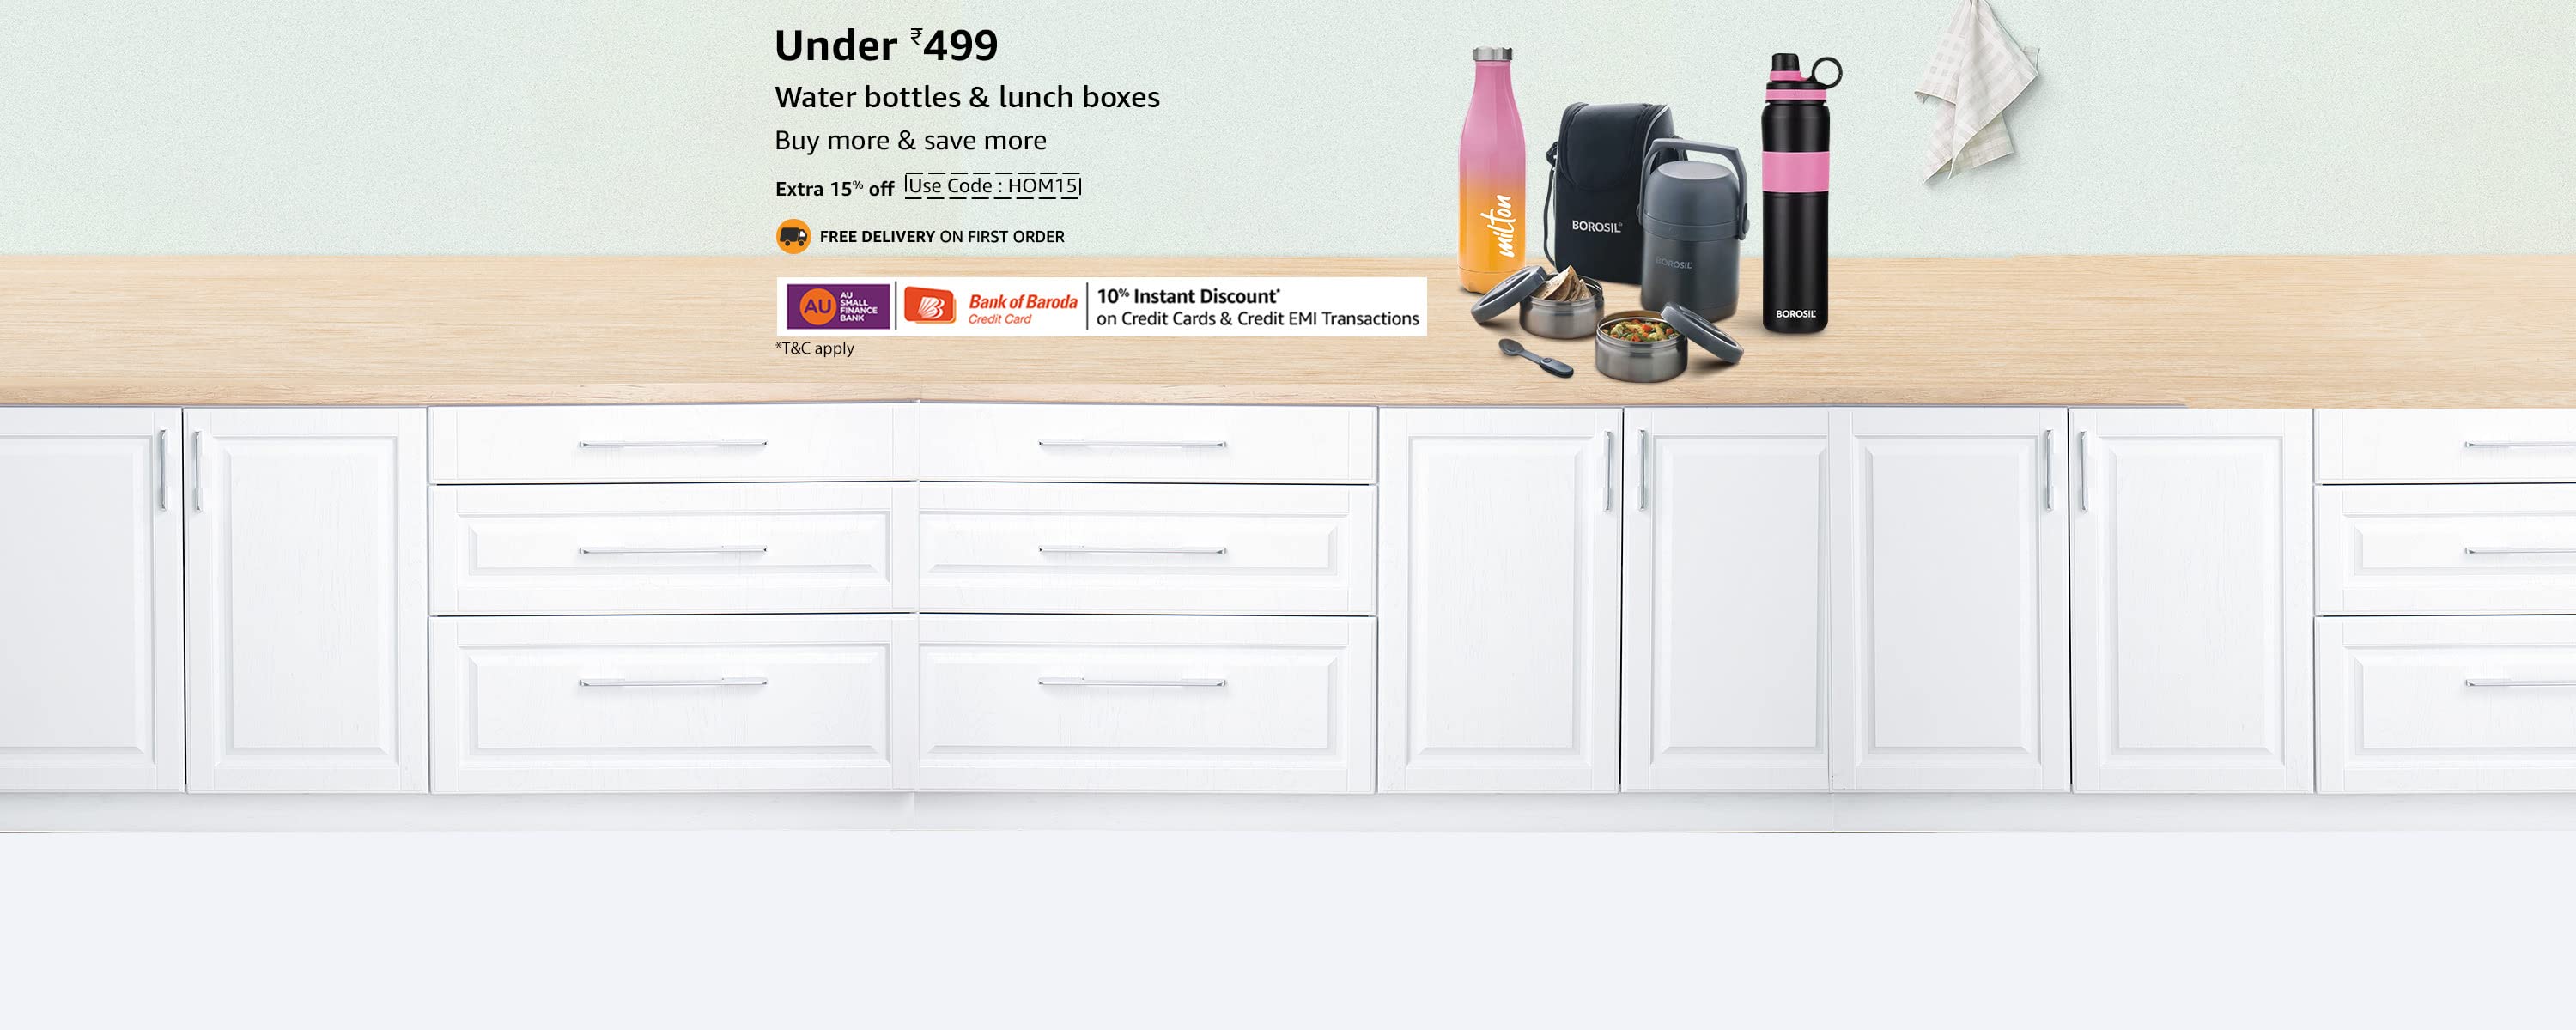 Under ₹499
Water bottles & lunch boxes
Buy more & save more
Extra 15% off Use Code : HOM15
FREE DELIVERY ON FIRST ORDER
AU
AU
SMALL
FINANCE
BANK
Bank of Baroda
Credit Card
10% Instant Discount*
on Credit Cards & Credit EMI Transactions
*T&C apply
milton
BOROSIL®
BOROSIL
BOROSIL